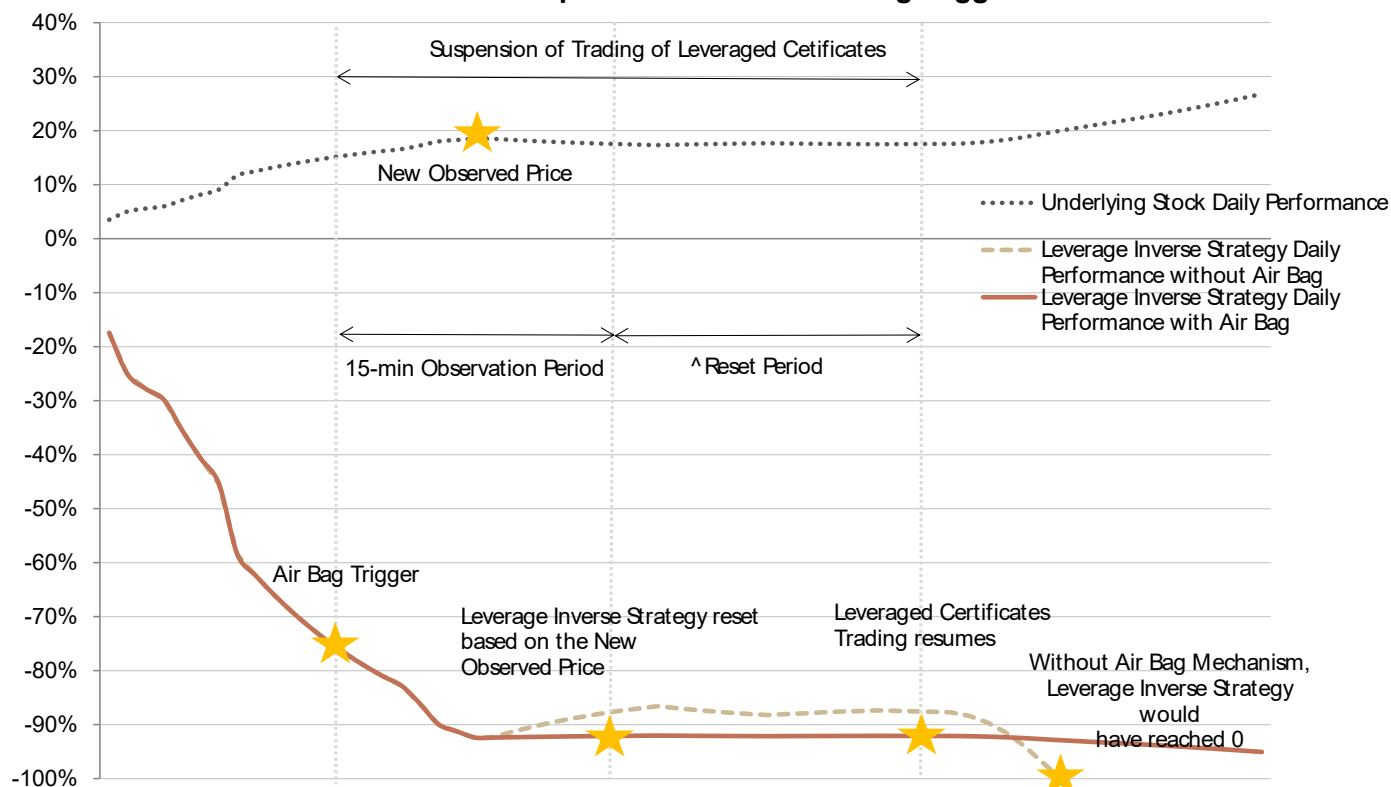 40%
Suspension of Trading of Leveraged Cetificates
30%
20%
New Observed Price
10%
Underlying Stock Daily Performance
0%
Leverage Inverse Strategy Daily
Performance without Air Bag
-10%
Leverage Inverse Strategy Daily
Performance with Air Bag
-20%
15-min Observation Period
^Reset Period
-30%
-40%
-50%
-60%
Air Bag Trigger
-70%
Leverage Inverse Strategy reset
based on the New
Observed Price
Leveraged Certificates
Trading resumes
-80%
Without Air Bag Mechanism,
Leverage Inverse Strategy
would
have reached 0
-90%
-100%